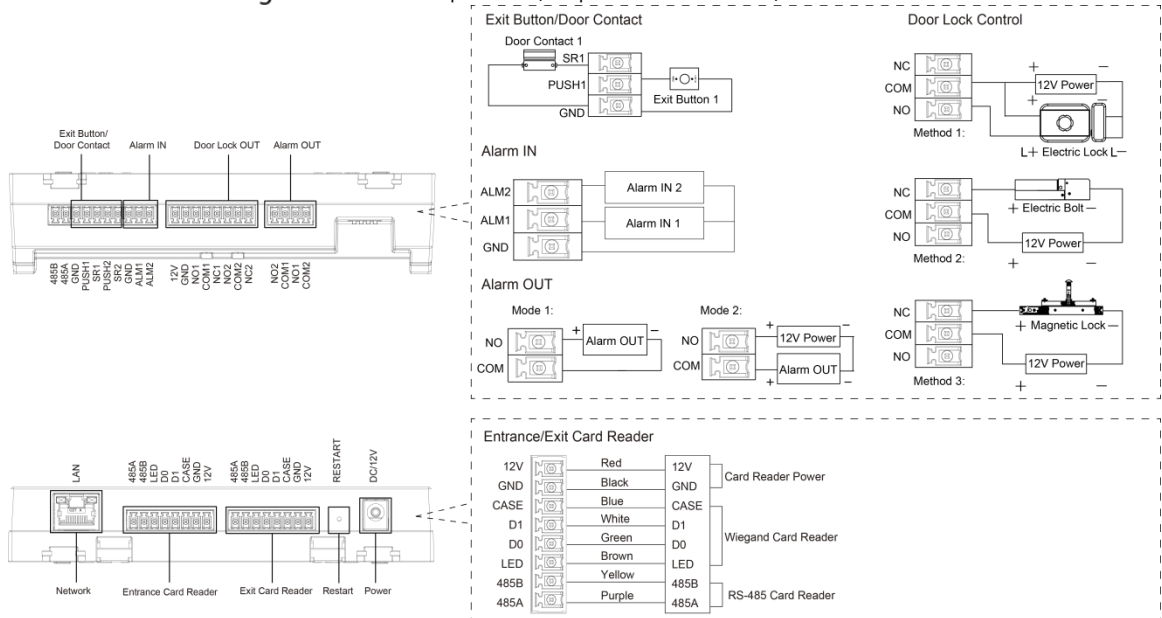 Exit Button/Door Contact
Door Contact 1
SR1
PUSH1
GND
Exit Button 1
Door Lock Control
NC
COM
NO
+ —
12V Power
+ —
Method 1:
L+ Electric Lock L—
NC
COM
NO
+ Electric Bolt —
12V Power
Method 2:
+ —
NC
COM
NO
+ Magnetic Lock —
12V Power
Method 3:
+ —
Alarm IN
ALM2
ALM1
GND
Alarm IN 2
Alarm IN 1
Alarm OUT
Mode 1:
NO
COM
+ Alarm OUT —
Mode 2:
NO
COM
+ 12V Power —
+ Alarm OUT —
Exit Button/
Door Contact
Alarm IN
Door Lock OUT
Alarm OUT
485B
485A
GND
PUSH1
SR1
PUSH2
SR2
GND
ALM1
ALM2
12V
GND
NO1
COM1
NC1
NO2
COM2
NC2
NO2
COM1
NO1
COM2
LAN
485A
485B
LED
D0
D1
CASE
GND
12V
485A
485B
LED
D0
D1
CASE
GND
12V
RESTART
DC/12V
Network
Entrance Card Reader
Exit Card Reader
Restart
Power
Entrance/Exit Card Reader
12V Red 12V
GND Black GND
Card Reader Power
CASE Blue CASE
D1 White D1
D0 Green D0
Wiegand Card Reader
LED Brown LED
485B Yellow 485B
485A Purple 485A
RS-485 Card Reader